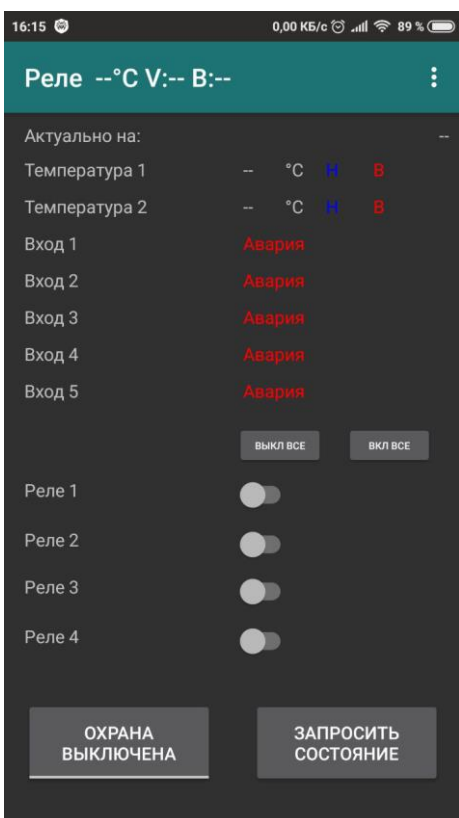 16:15 0,00 КБ/с 89 %
Реле --°C V:-- B:--
Актуально на: --
Температура 1 -- °C Н В
Температура 2 -- °C Н В
Вход 1 Авария
Вход 2 Авария
Вход 3 Авария
Вход 4 Авария
Вход 5 Авария
ВЫКЛ ВСЕ ВКЛ ВСЕ
Реле 1
Реле 2
Реле 3
Реле 4
ОХРАНА
ВЫКЛЮЧЕНА
ЗАПРОСИТЬ
СОСТОЯНИЕ